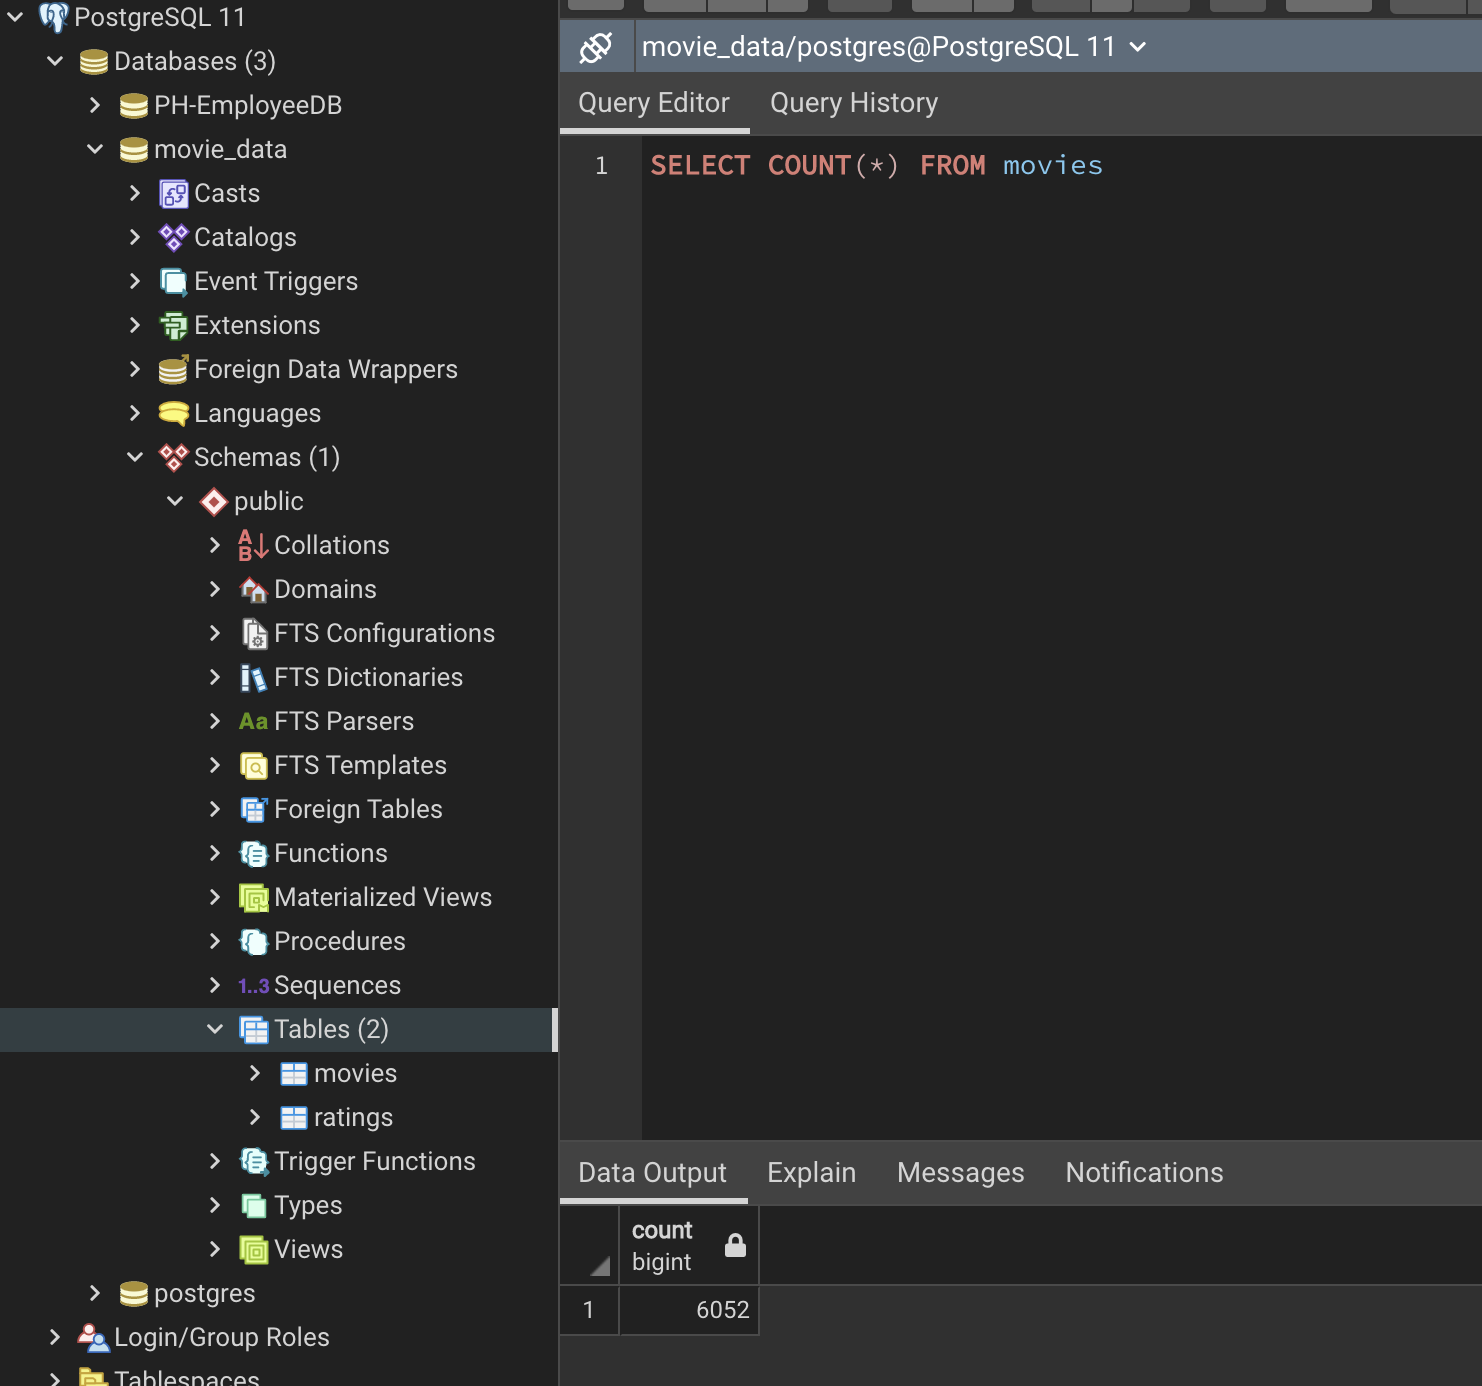 PostgreSQL 11
Databases (3)
PH-EmployeeDB
movie_data
Casts
Catalogs
Event Triggers
Extensions
Foreign Data Wrappers
Languages
Schemas (1)
public
A
B
Collations
Domains
FTS Configurations
FTS Dictionaries
Aa FTS Parsers
FTS Templates
Foreign Tables
Functions
Materialized Views
Procedures
1..3 Sequences
Tables (2)
movies
ratings
Trigger Functions
Types
Views
postgres
Login/Group Roles
Tablespaces
movie_data/postgres@PostgreSQL 11
Query Editor Query History
1 SELECT COUNT(*) FROM movies
Data Output Explain Messages Notifications
count
bigint
1 6052